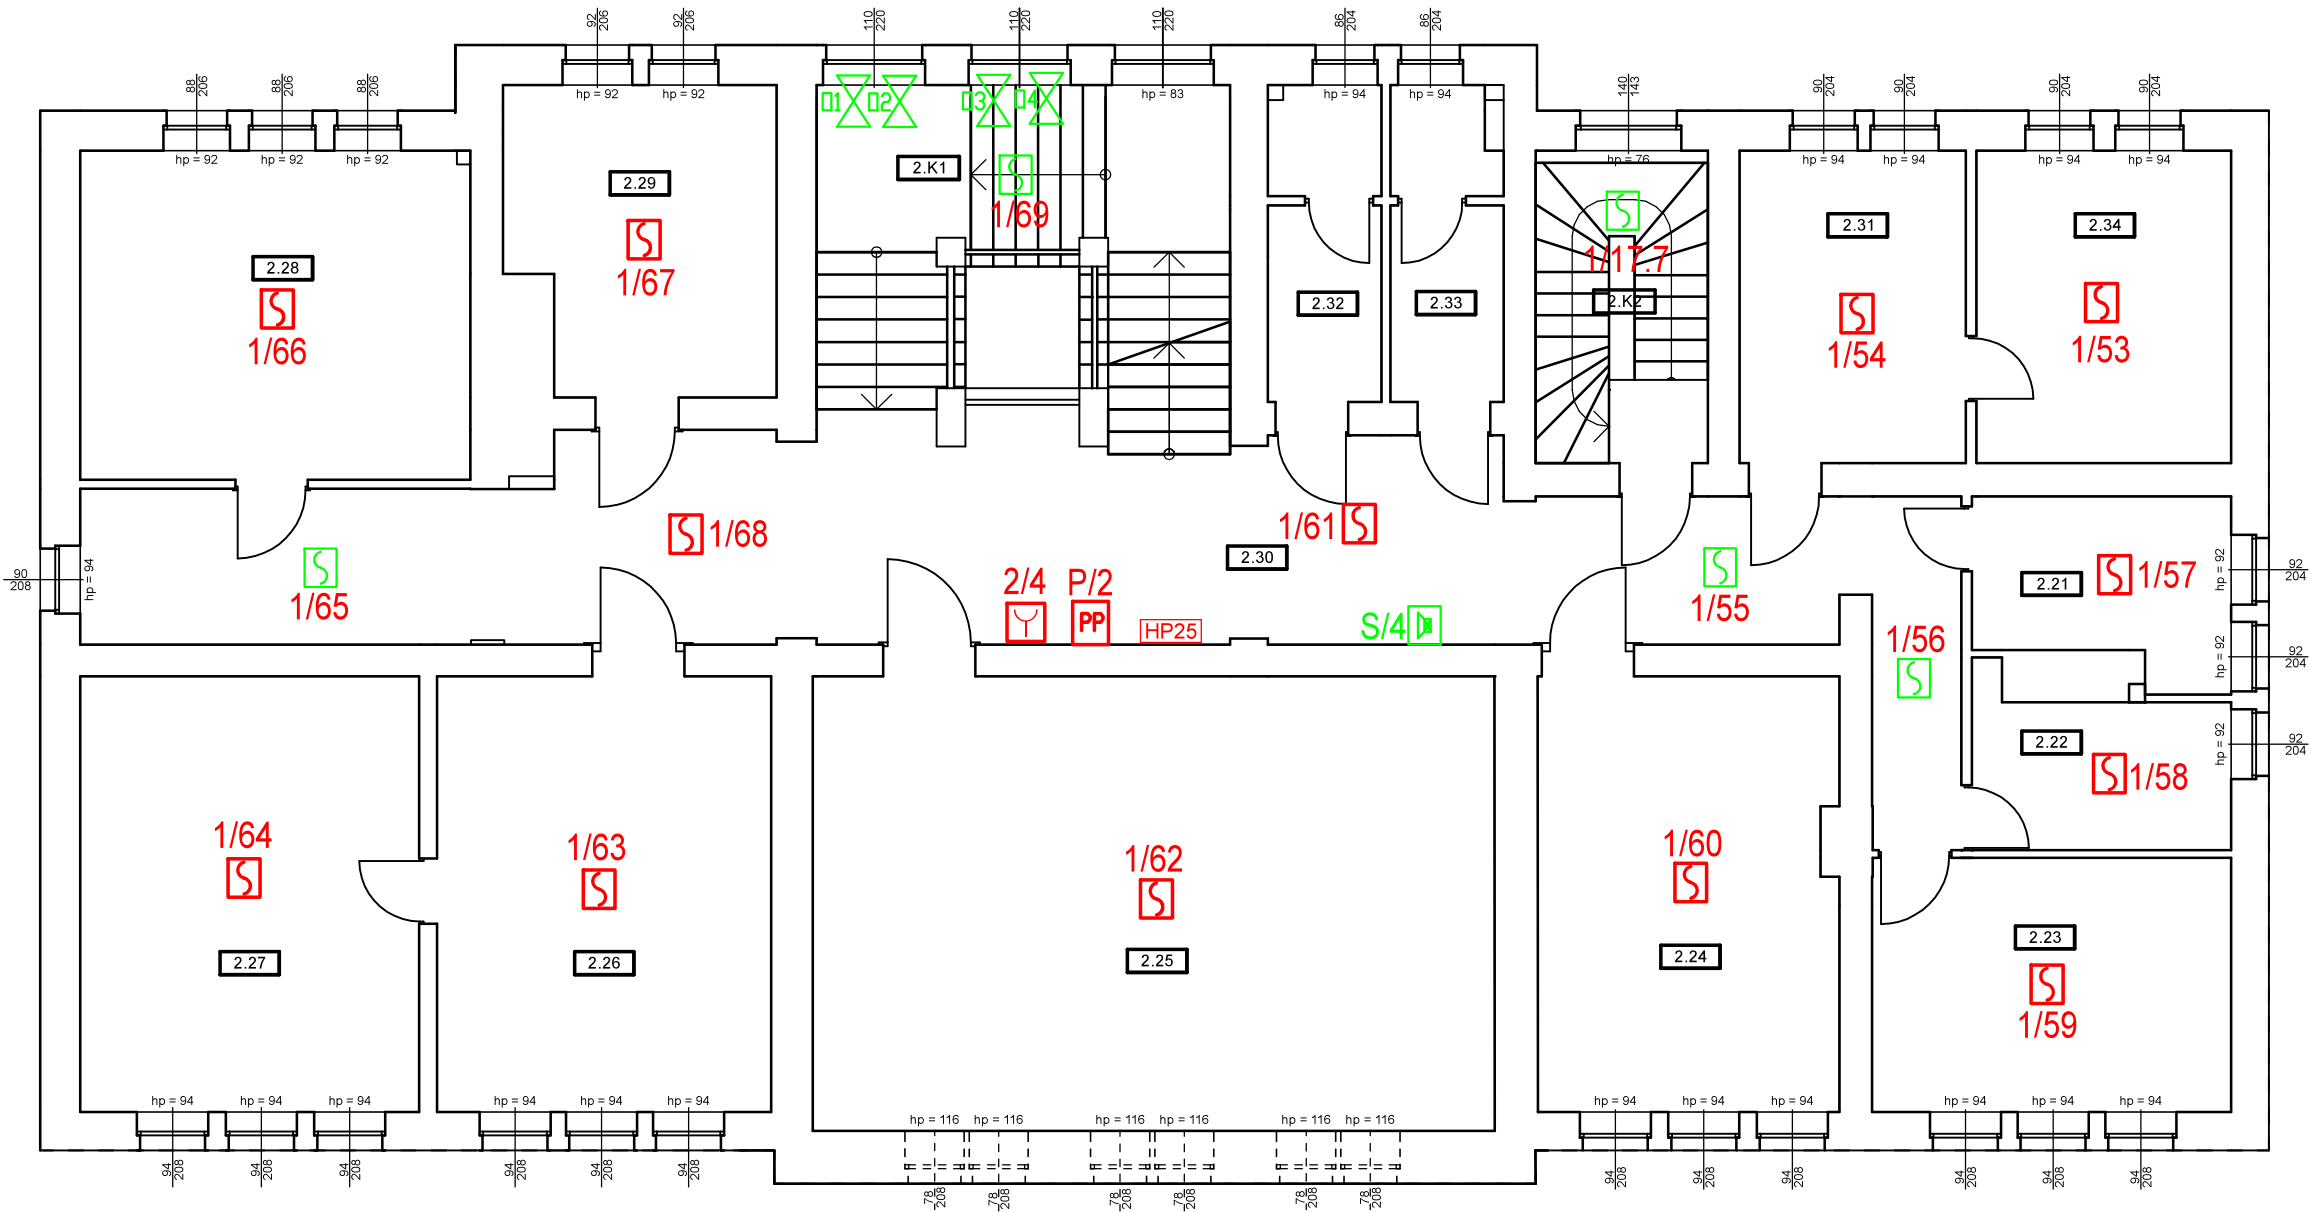 92
206
92
206
110
220
110
220
110
220
86
204
86
204
88
206
88
206
88
206
140
143
90
204
90
204
90
204
90
204
hp = 92
hp = 92
hp = 83
hp = 94
hp = 94
1
2
3
4
hp = 92
hp = 92
hp = 92
hp = 76
hp = 94
hp = 94
hp = 94
hp = 94
2.K1
2.29
1/69
2.31
2.34
2.28
1/67
1/17.7
2.32
2.33
2.K2
1/66
1/54
1/53
1/68
1/61
2.30
90
208
hp = 94
1/65
2/4
P/2
PP
HP25
S/4
1/55
1/56
2.21
1/57
hp = 92
92
204
hp = 92
92
204
2.22
1/58
hp = 92
92
204
1/64
1/63
1/62
1/60
2.27
2.26
2.25
2.24
2.23
1/59
hp = 94
hp = 94
hp = 94
hp = 94
hp = 94
hp = 94
hp = 116
hp = 116
hp = 116
hp = 116
hp = 116
hp = 116
hp = 94
hp = 94
hp = 94
hp = 94
hp = 94
hp = 94
94
208
94
208
94
208
94
208
94
208
94
208
78
208
78
208
78
208
78
208
78
208
78
208
94
208
94
208
94
208
94
208
94
208
94
208